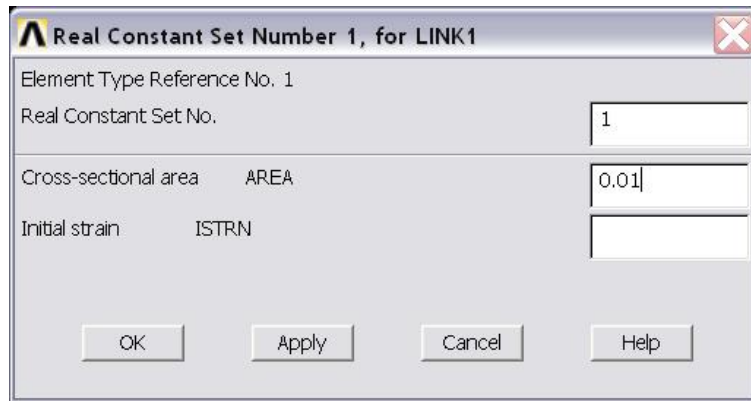 Real Constant Set Number 1, for LINK1
Element Type Reference No. 1
Real Constant Set No. 1
Cross-sectional area AREA 0.01
Initial strain ISTRN
OK Apply Cancel Help